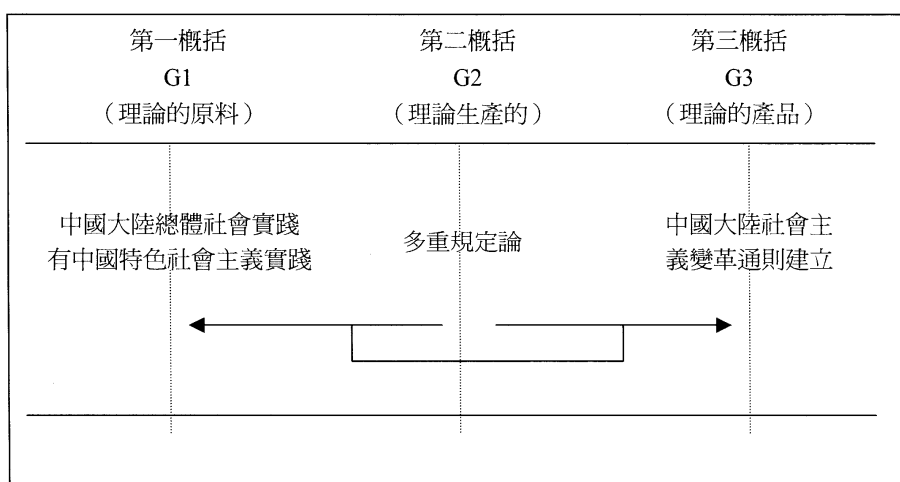 第一概括
G1
（理論的原料）
第二概括
G2
（理論生產的）
第三概括
G3
（理論的產品）
中國大陸總體社會實踐
有中國特色社會主義實踐
多重規定論
中國大陸社會主
義變革通則建立